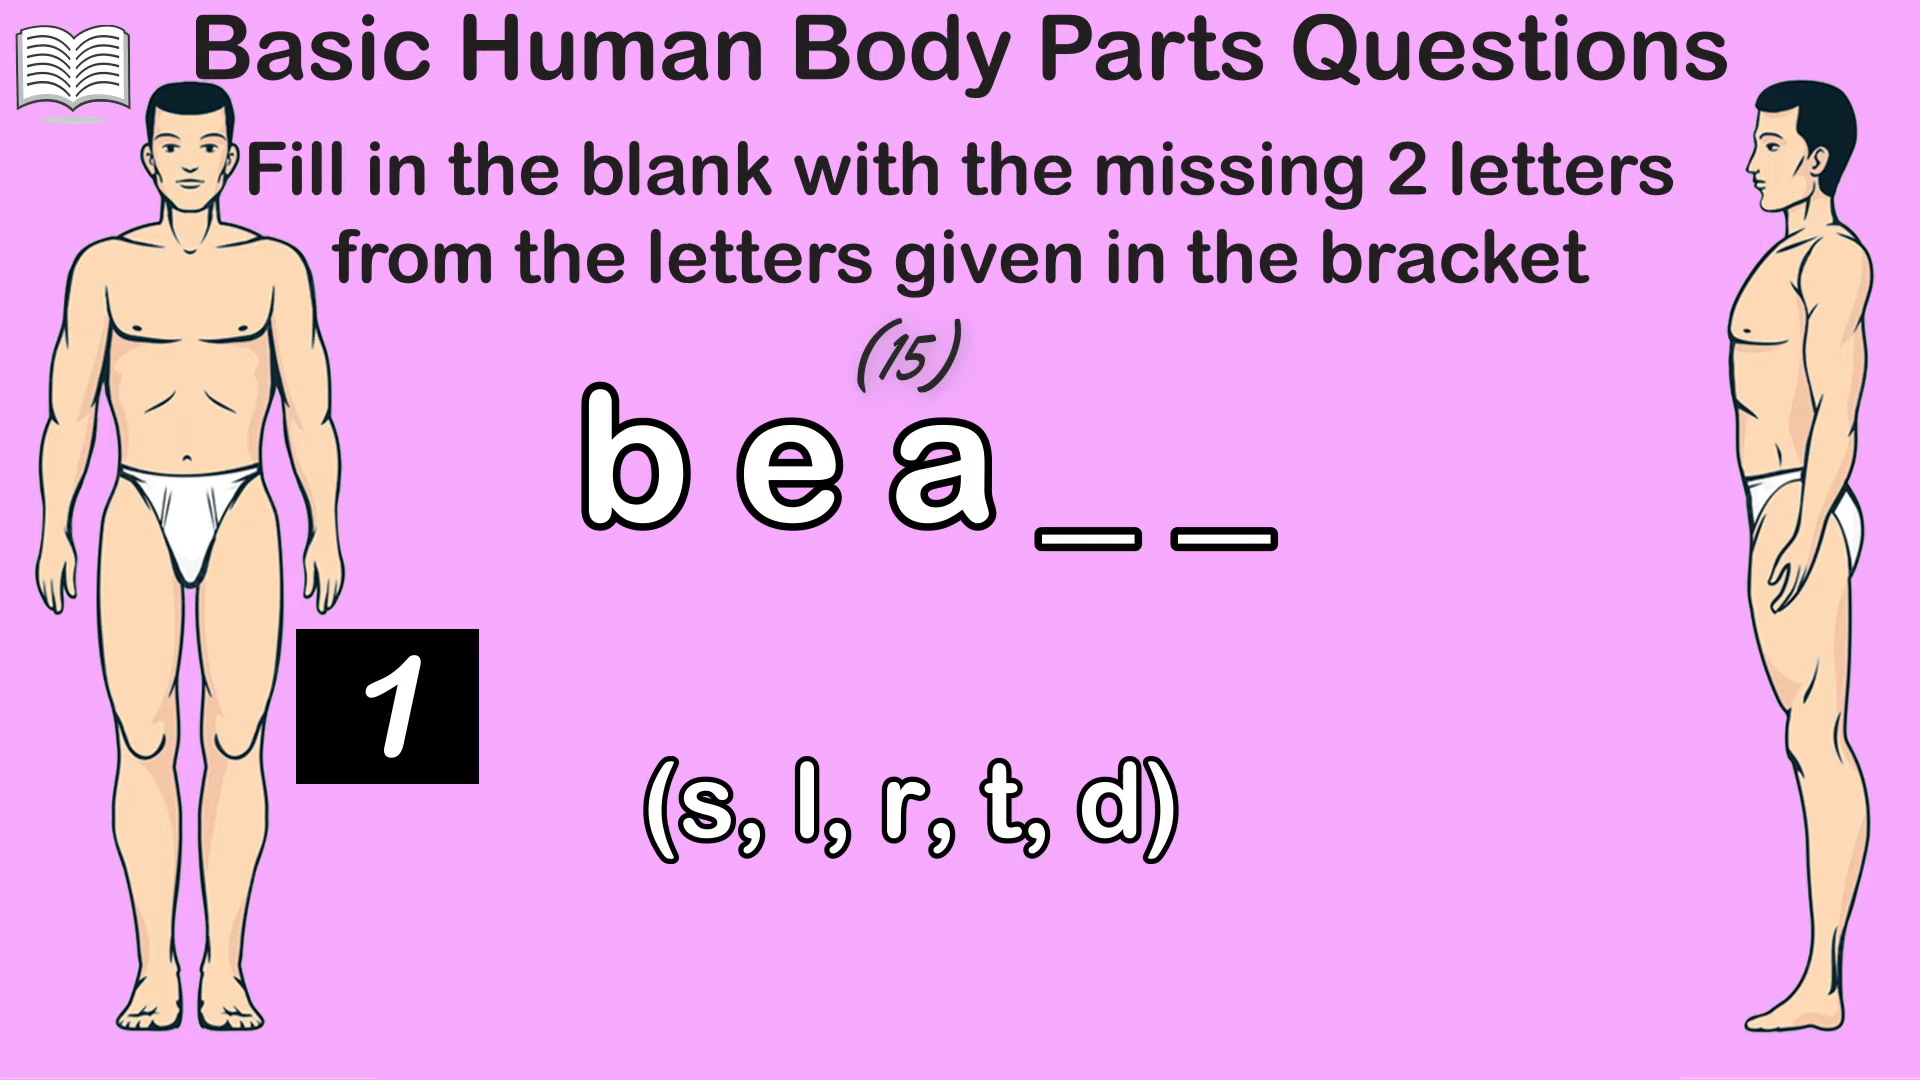 Basic Human Body Parts Questions
Fill in the blank with the missing 2 letters
from the letters given in the bracket
(15)
b e a _ _
1
(s, l, r, t, d)